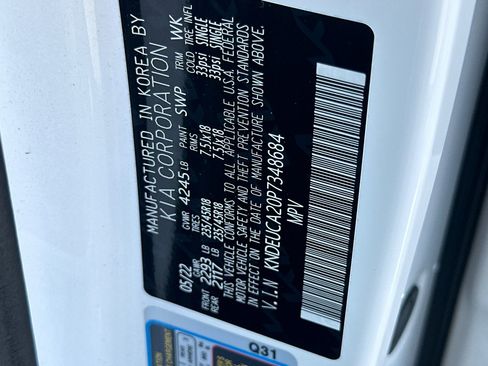 MANUFACTURED IN KOREA BY
KIA CORPORATION
05/22 GVWR 4245LB PAINT SWP TRIM WK
GAWR TIRES RIMS COLD TIRE INFL
FRONT 2293 LB 235/45R18 7.5Jx18 33psi SINGLE
REAR 2117 LB 235/45R18 7.5Jx18 33psi SINGLE
THIS VEHICLE CONFORMS TO ALL APPLICABLE U.S.A. FEDERAL
MOTOR VEHICLE SAFETY AND THEFT PREVENTION STANDARDS
IN EFFECT ON THE DATE OF MANUFACTURE SHOWN ABOVE.
V.I.N KNDEUCA20P7348684
MPV
Q31